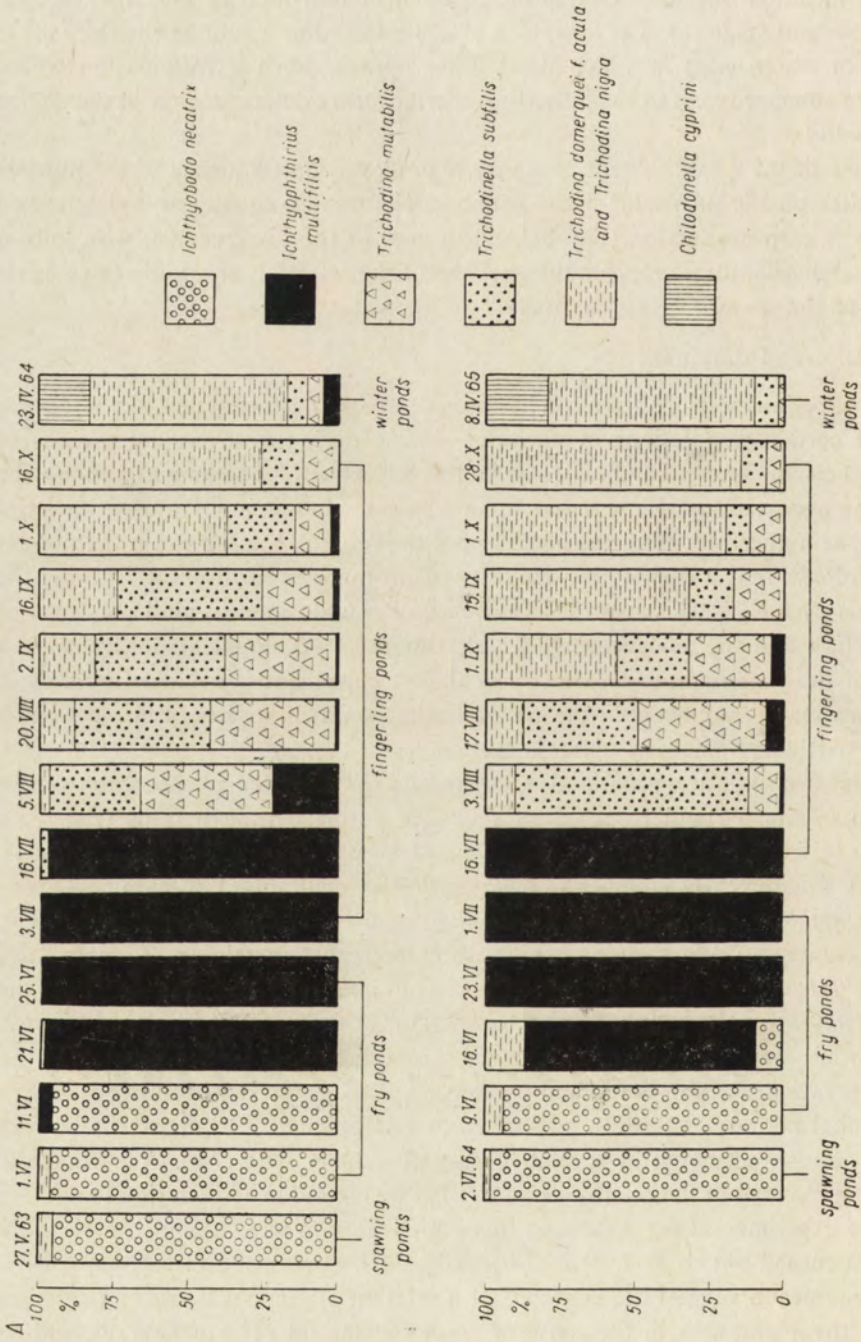 A
100
%
75
50
25
0
27.V.63
1.VI
11.VI
21.VI
25.VI
3.VII
16.VII
5.VIII
20.VIII
2.IX
16.IX
1.X
16.X
23.IV.64
spawning
ponds
fry ponds
fingerling ponds
winter
ponds
100
%
75
50
25
0
2.VI.64
9.VI
16.VI
23.VI
1.VII
16.VII
3.VIII
17.VIII
1.IX
15.IX
1.X
28.X
8.IV.65
spawning
ponds
fry ponds
fingerling ponds
winter
ponds
Ichthyobodo necatrix
Ichthyophthirius
multifilis
Trichodina mutabilis
Trichodinella subtilis
Trichodina domerquei f. acuta
and Trichodina nigra
Chilodonella cyprini